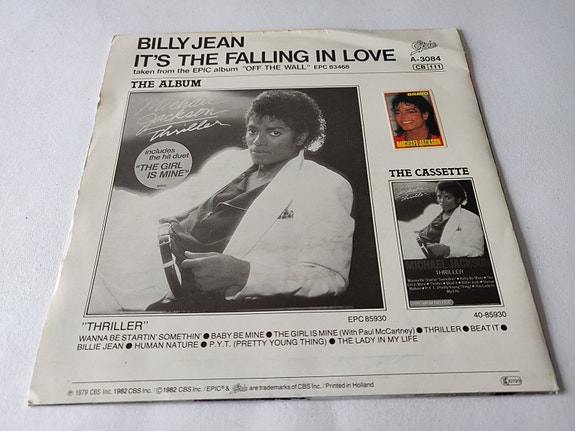 BILLY JEAN
IT'S THE FALLING IN LOVE
taken from the EPIC album "OFF THE WALL" EPC 83468
Epic
A-3084
CB 111
THE ALBUM
Michael
Jackson
Thriller
includes
the hit duet
"THE GIRL
IS MINE"
BRAVO
MICHAEL JACKSON
THE CASSETTE
MICHAEL JACKSON
THRILLER
EPC 85930
40-85930
"THRILLER"
WANNA BE STARTIN' SOMETHIN' ● BABY BE MINE ● THE GIRL IS MINE (With Paul McCartney) ● THRILLER ● BEAT IT ●
BILLIE JEAN ● HUMAN NATURE ● P.Y.T. (PRETTY YOUNG THING) ● THE LADY IN MY LIFE
℗ 1979 CBS Inc. 1982 CBS Inc. / © 1982 CBS Inc. / EPIC® & Epic are trademarks of CBS Inc. / Printed in Holland